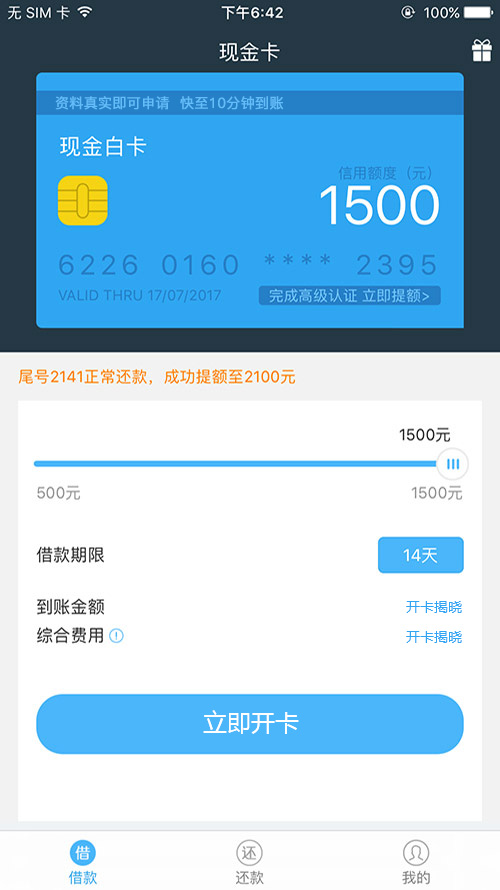 无 SIM 卡 下午6:42 100%
现金卡
资料真实即可申请 快至10分钟到账
现金白卡
信用额度（元）
1500
6226 0160 **** 2395
VALID THRU 17/07/2017 完成高级认证 立即提额>
尾号2141正常还款，成功提额至2100元
1500元
500元 1500元
借款期限 14天
到账金额 开卡揭晓
综合费用 开卡揭晓
立即开卡
借 还
借款 还款 我的